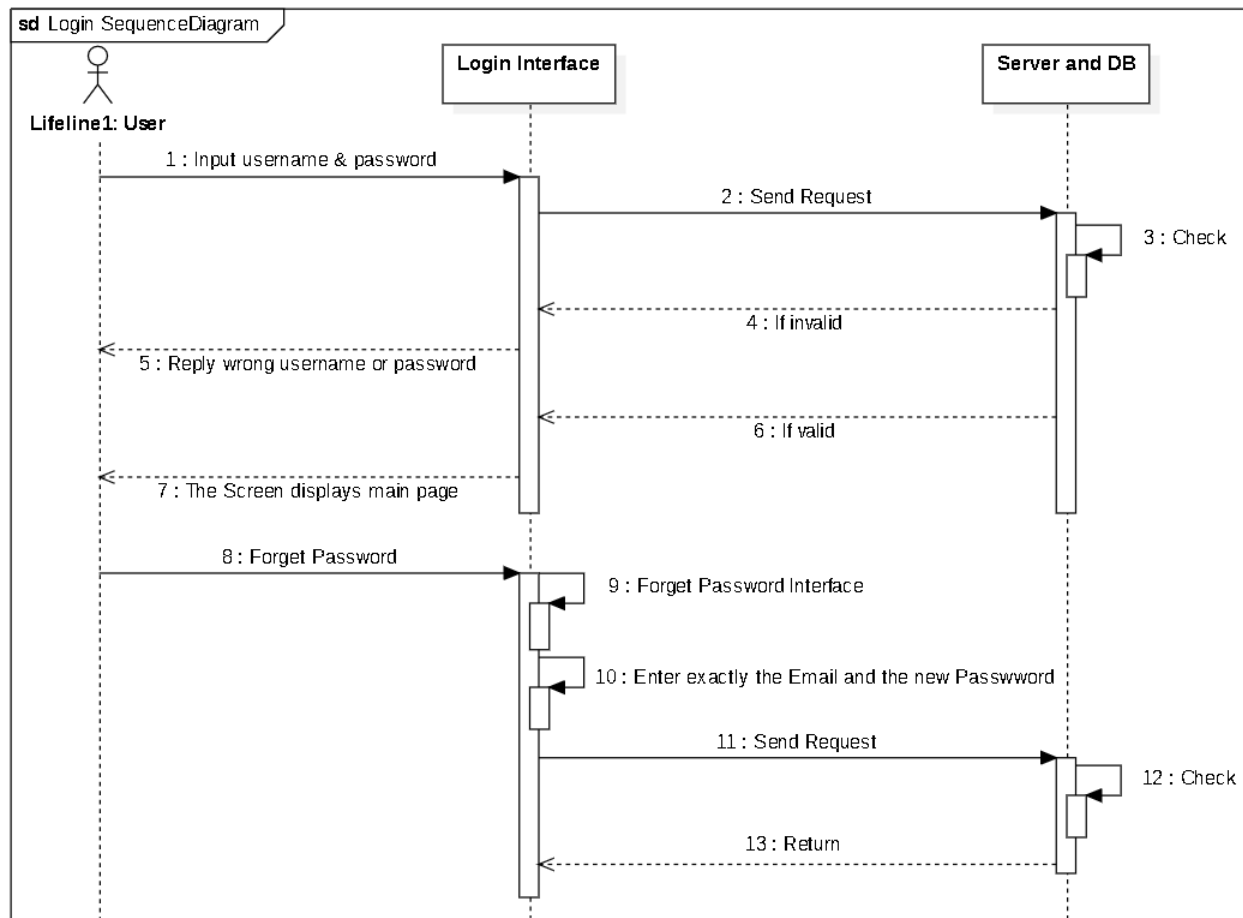 sd Login SequenceDiagram
Login Interface
Server and DB
Lifeline1: User
1 : Input username & password
2 : Send Request
3 : Check
4 : If invalid
5 : Reply wrong username or password
6 : If valid
7 : The Screen displays main page
8 : Forget Password
9 : Forget Password Interface
10 : Enter exactly the Email and the new Passwword
11 : Send Request
12 : Check
13 : Return